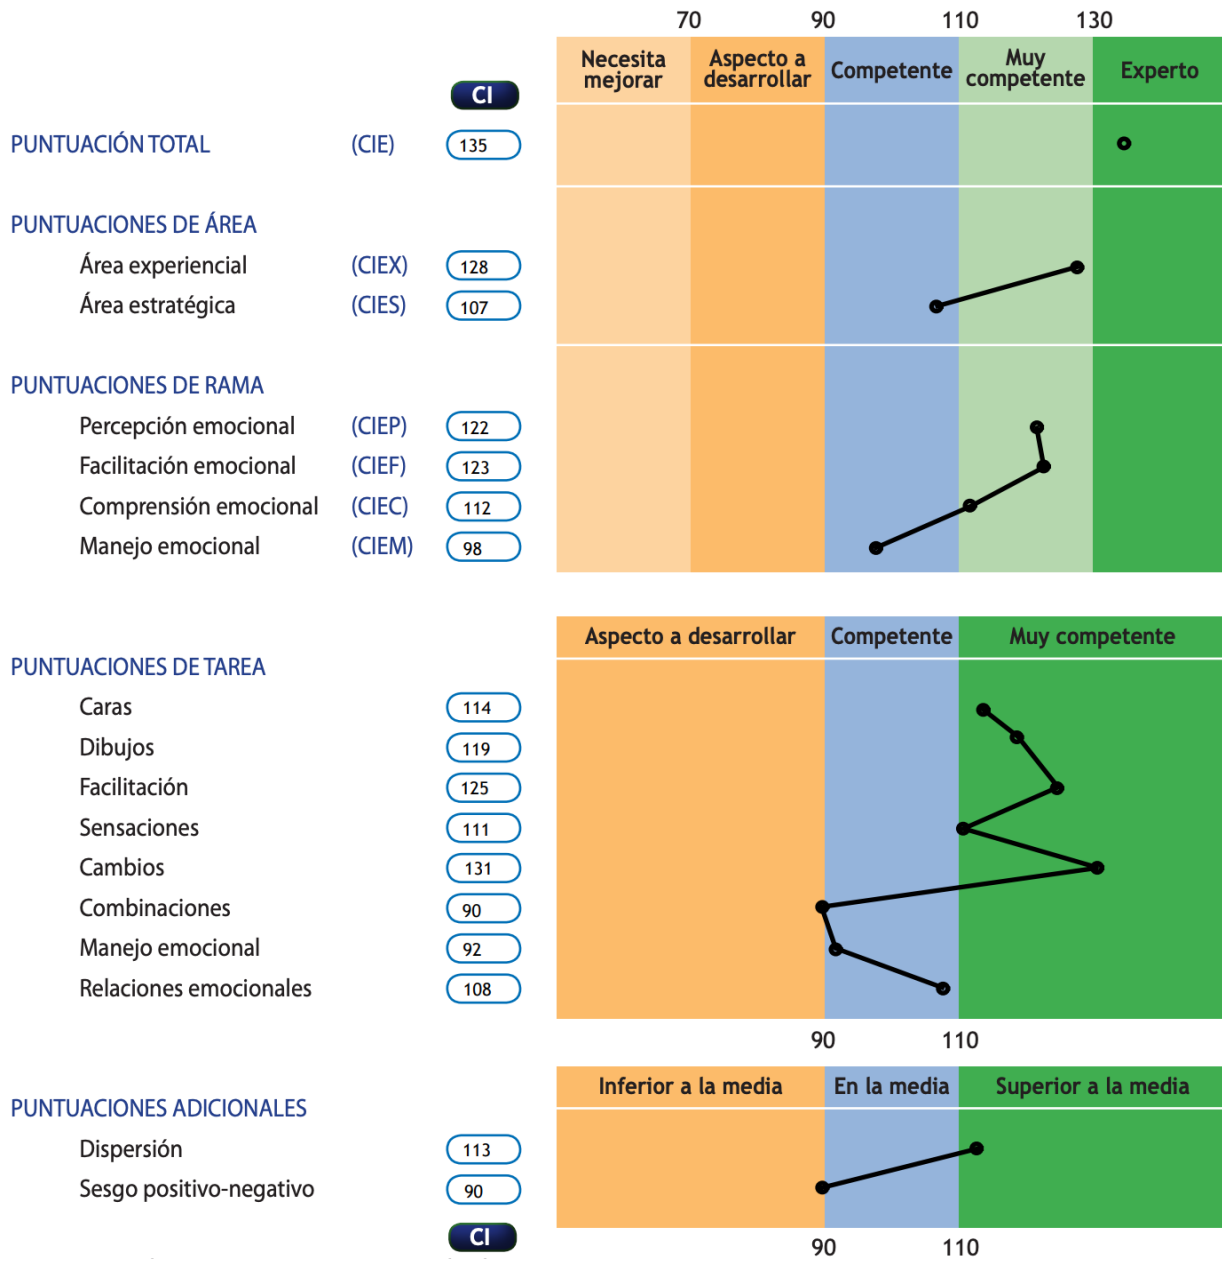 70 90 110 130
Necesita mejorar Aspecto a desarrollar Competente Muy competente Experto
CI
PUNTUACIÓN TOTAL (CIE) 135
PUNTUACIONES DE ÁREA
Área experiencial (CIEX) 128
Área estratégica (CIES) 107
PUNTUACIONES DE RAMA
Percepción emocional (CIEP) 122
Facilitación emocional (CIEF) 123
Comprensión emocional (CIEC) 112
Manejo emocional (CIEM) 98
Aspecto a desarrollar Competente Muy competente
PUNTUACIONES DE TAREA
Caras 114
Dibujos 119
Facilitación 125
Sensaciones 111
Cambios 131
Combinaciones 90
Manejo emocional 92
Relaciones emocionales 108
90 110
Inferior a la media En la media Superior a la media
PUNTUACIONES ADICIONALES
Dispersión 113
Sesgo positivo-negativo 90
CI
90 110